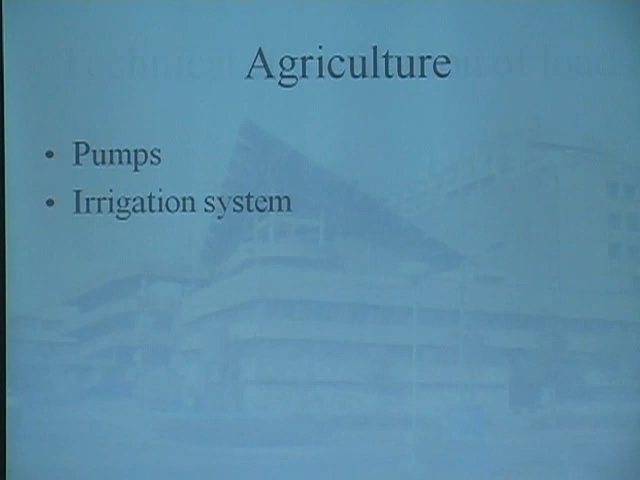 Agriculture
• Pumps
• Irrigation system